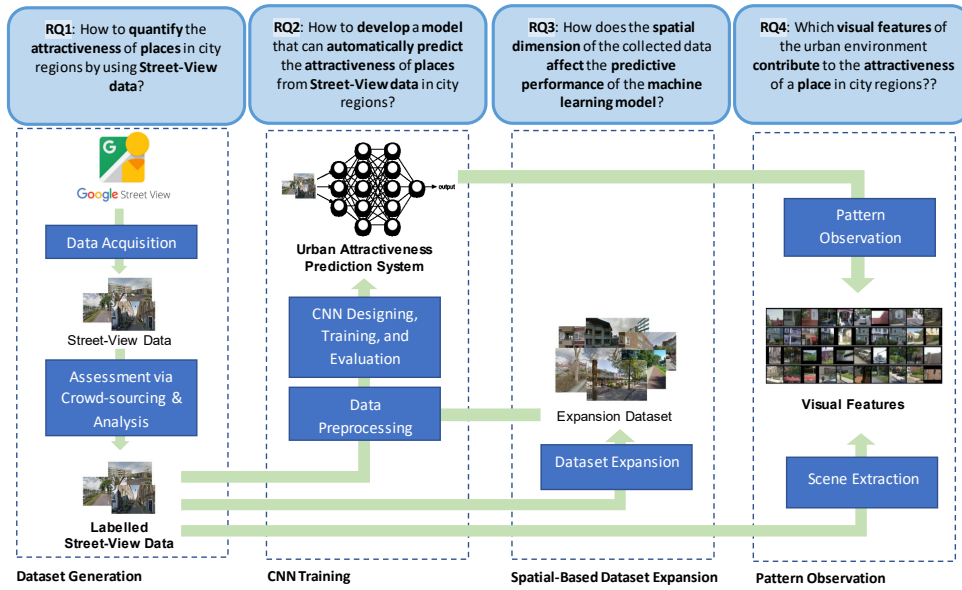 RQ1: How to quantify the
attractiveness of places in city
regions by using Street-View
data?
RQ2: How to develop a model
that can automatically predict
the attractiveness of places
from Street-View data in city
regions?
RQ3: How does the spatial
dimension of the collected data
affect the predictive
performance of the machine
learning model?
RQ4: Which visual features of
the urban environment
contribute to the attractiveness
of a place in city regions??
G
Google Street View
Data Acquisition
Street-View Data
Assessment via
Crowd-sourcing &
Analysis
Labelled
Street-View Data
Dataset Generation
output
Urban Attractiveness
Prediction System
CNN Designing,
Training, and
Evaluation
Data
Preprocessing
CNN Training
Expansion Dataset
Dataset Expansion
Spatial-Based Dataset Expansion
Pattern
Observation
Visual Features
Scene Extraction
Pattern Observation